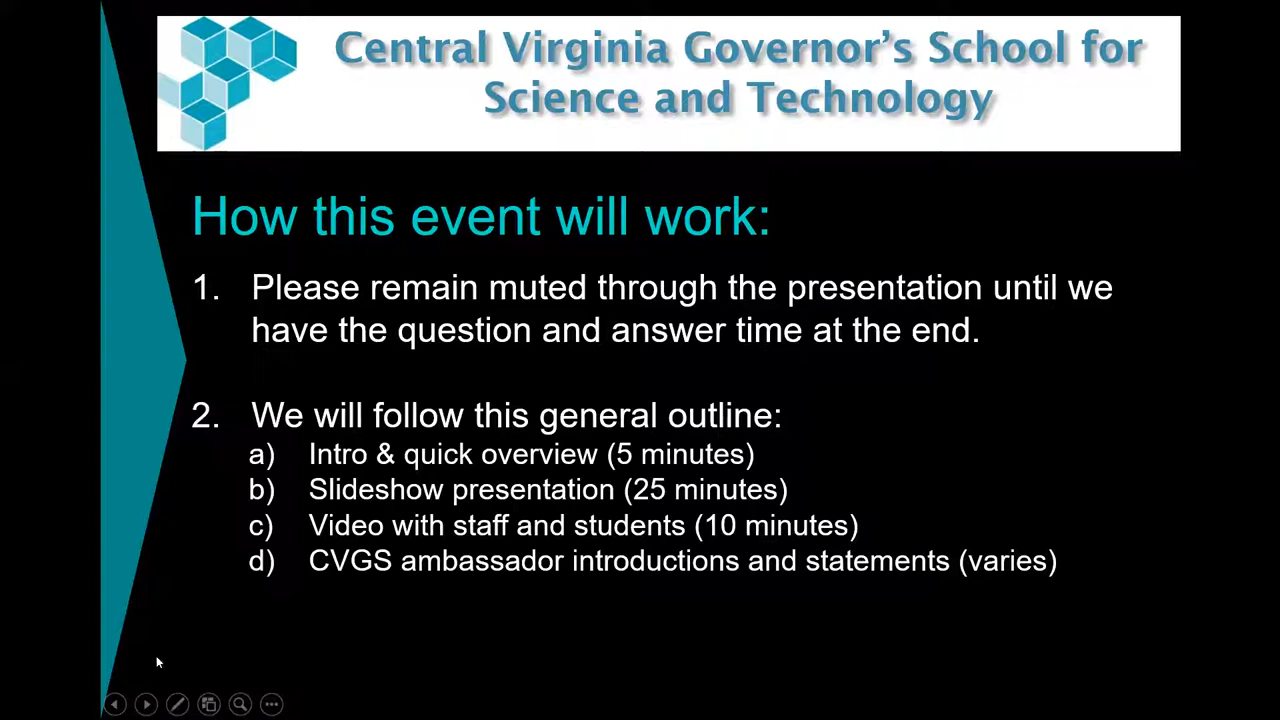 Central Virginia Governor’s School for
Science and Technology
How this event will work:
1. Please remain muted through the presentation until we
have the question and answer time at the end.
2. We will follow this general outline:
a) Intro & quick overview (5 minutes)
b) Slideshow presentation (25 minutes)
c) Video with staff and students (10 minutes)
d) CVGS ambassador introductions and statements (varies)